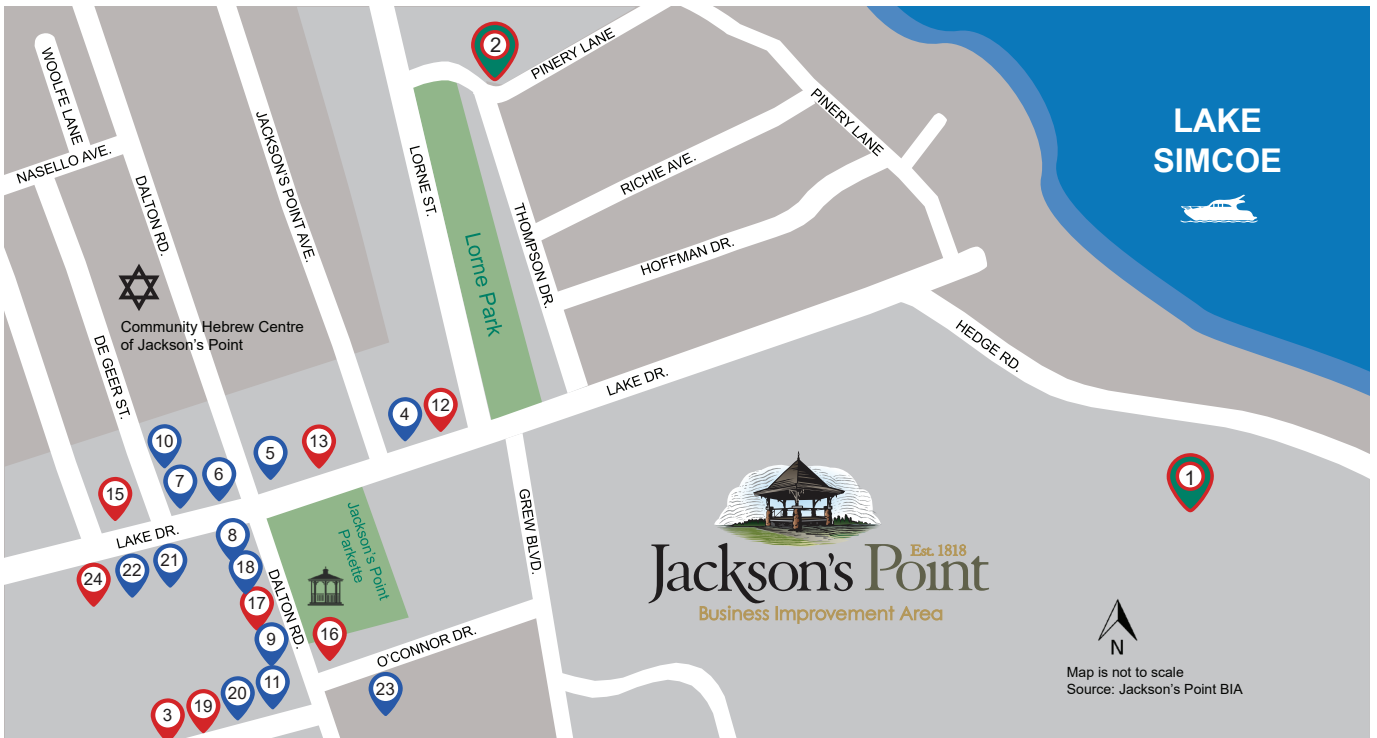 2
PINERY LANE
WOOLFE LANE
NASELLO AVE.
DALTON RD.
JACKSON'S POINT AVE.
LORNE ST.
THOMPSON DR.
RICHIE AVE.
PINERY LANE
HOFFMAN DR.
LAKE
SIMCOE
Lorne Park
Community Hebrew Centre
of Jackson's Point
DE GEER ST.
LAKE DR.
HEDGE RD.
4
12
10
5
13
7
6
15
1
LAKE DR.
8
24
22
21
18
17
9
DALTON RD.
Jackson's Point
Parkette
16
O'CONNOR DR.
GREW BLVD.
23
3
19
20
11
Est. 1818
Jackson's Point
Business Improvement Area
N
Map is not to scale
Source: Jackson's Point BIA